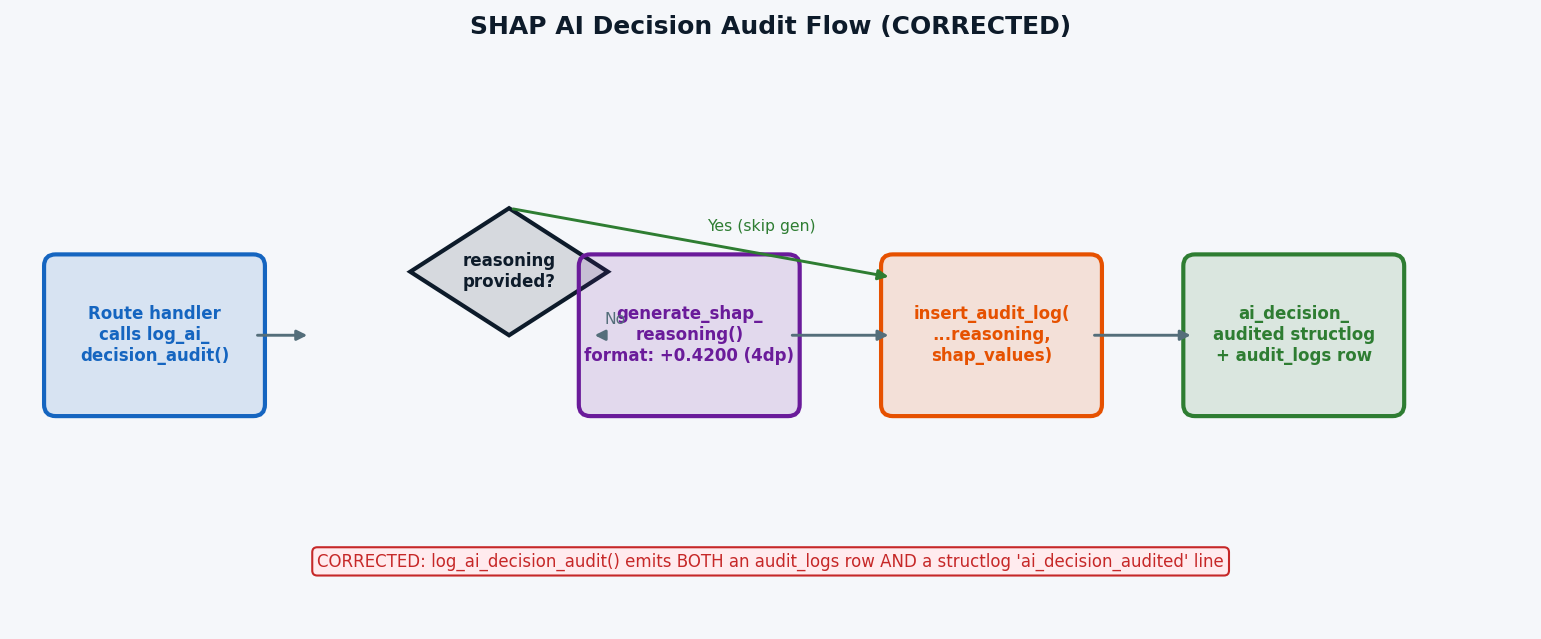 SHAP AI Decision Audit Flow (CORRECTED)
Route handler
calls log_ai_
decision_audit()
reasoning
provided?
Yes (skip gen)
No
generate_shap_
reasoning()
format: +0.4200 (4dp)
insert_audit_log(
...reasoning,
shap_values)
ai_decision_
audited structlog
+ audit_logs row
CORRECTED: log_ai_decision_audit() emits BOTH an audit_logs row AND a structlog 'ai_decision_audited' line